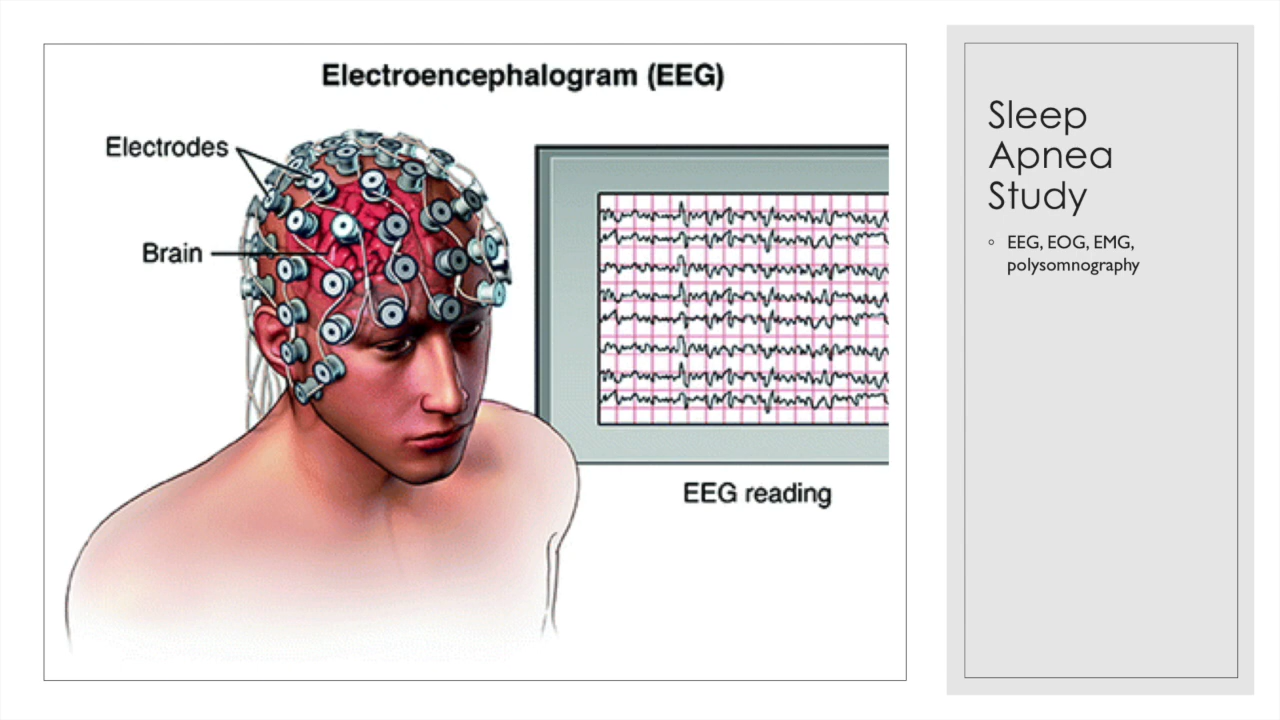 Electroencephalogram (EEG)
Electrodes
Brain
EEG reading
Sleep
Apnea
Study
◦ EEG, EOG, EMG,
polysomnography